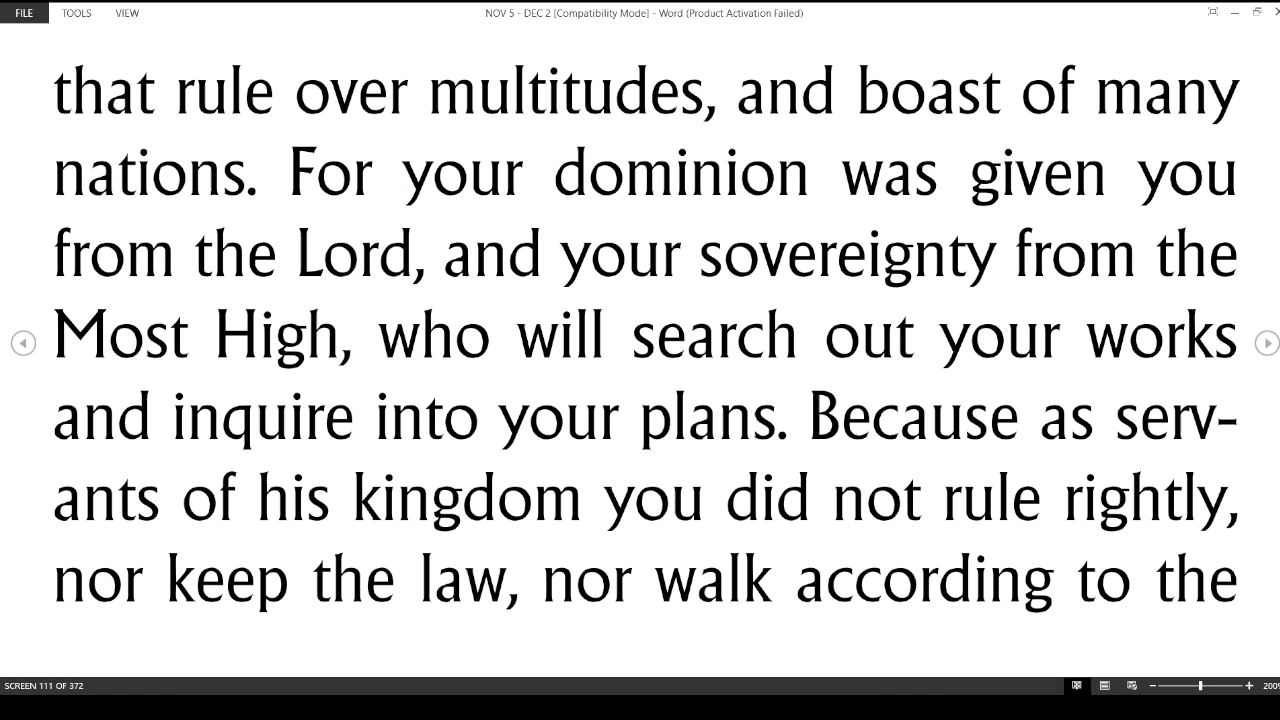 FILE TOOLS VIEW NOV 5 - DEC 2 [Compatibility Mode] - Word (Product Activation Failed)
that rule over multitudes, and boast of many
nations. For your dominion was given you
from the Lord, and your sovereignty from the
Most High, who will search out your works
and inquire into your plans. Because as serv-
ants of his kingdom you did not rule rightly,
nor keep the law, nor walk according to the
SCREEN 111 OF 372 200%